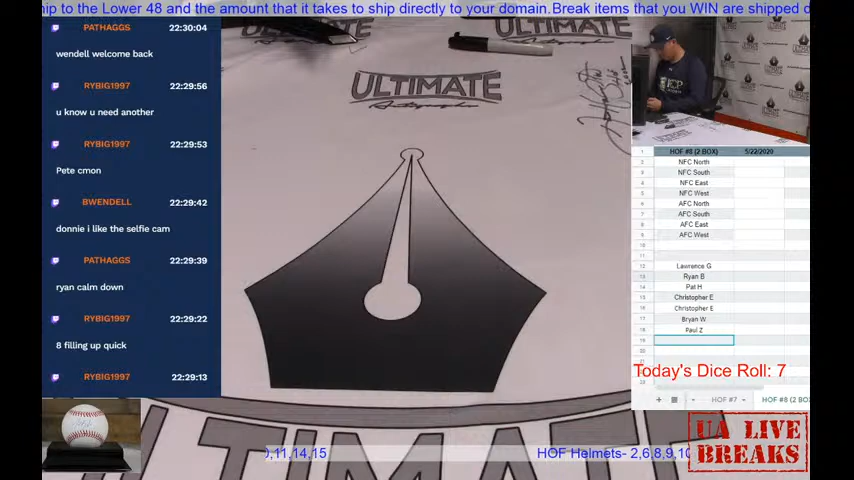 hip to the Lower 48 and the amount that it takes to ship directly to your domain.Break items that you WIN are shipped o
PATHAGGS 22:30:04
wendell welcome back
RYBIG1997 22:29:56
u know u need another
RYBIG1997 22:29:53
Pete cmon
BWENDELL 22:29:42
donnie i like the selfie cam
PATHAGGS 22:29:39
ryan calm down
RYBIG1997 22:29:22
8 filling up quick
RYBIG1997 22:29:13
ULTIMATE
Autographs
ULTIMATE
HOF #8 (2 BOX) 5/22/2020
NFC North
NFC South
NFC East
NFC West
AFC North
AFC South
AFC East
AFC West
Lawrence G
Ryan B
Pat H
Christopher E
Christopher E
Bryan W
Paul Z
Today's Dice Roll: 7
HOF #7 HOF #8 (2 BO
),11,14,15
HOF Helmets- 2,6,8,9,10
UA LIVE
BREAKS